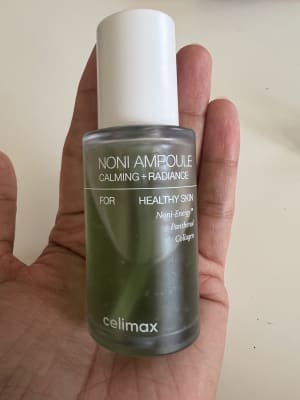 NONI AMPOULE
CALMING + RADIANCE
FOR HEALTHY SKIN
Noni-Energy™
Panthenol
Collagen
celimax